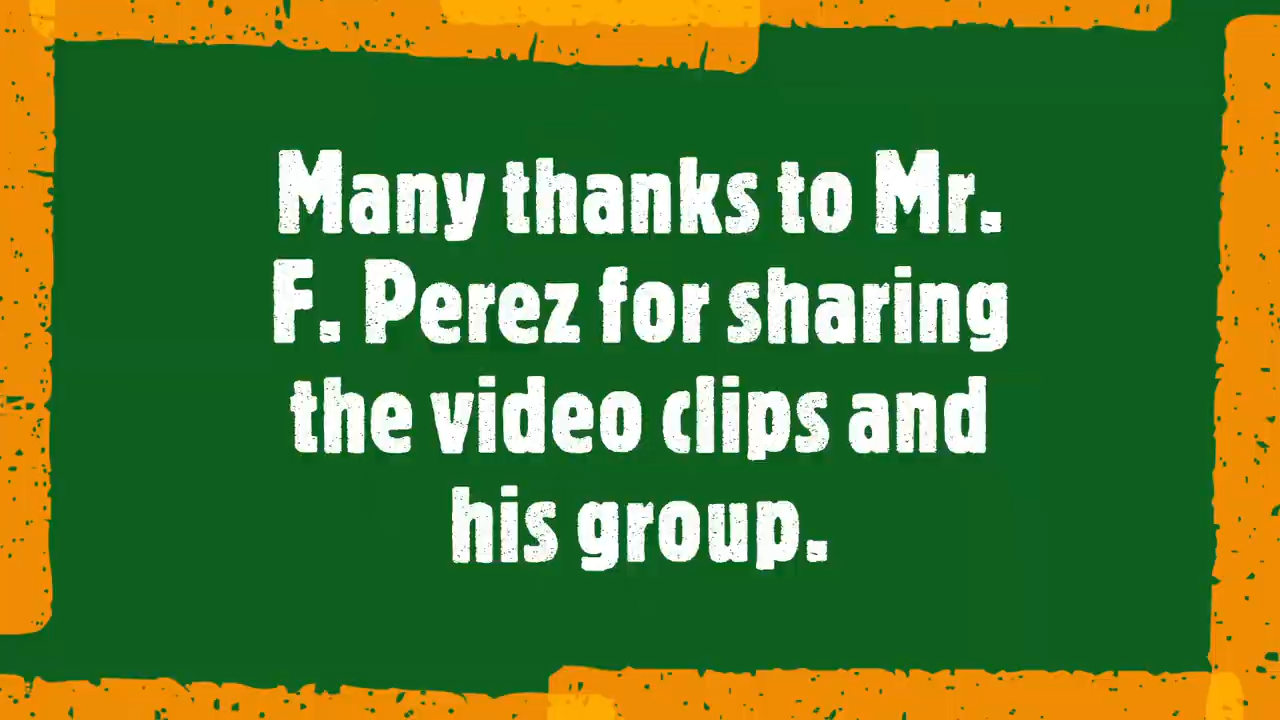 Many thanks to Mr.
F. Perez for sharing
the video clips and
his group.